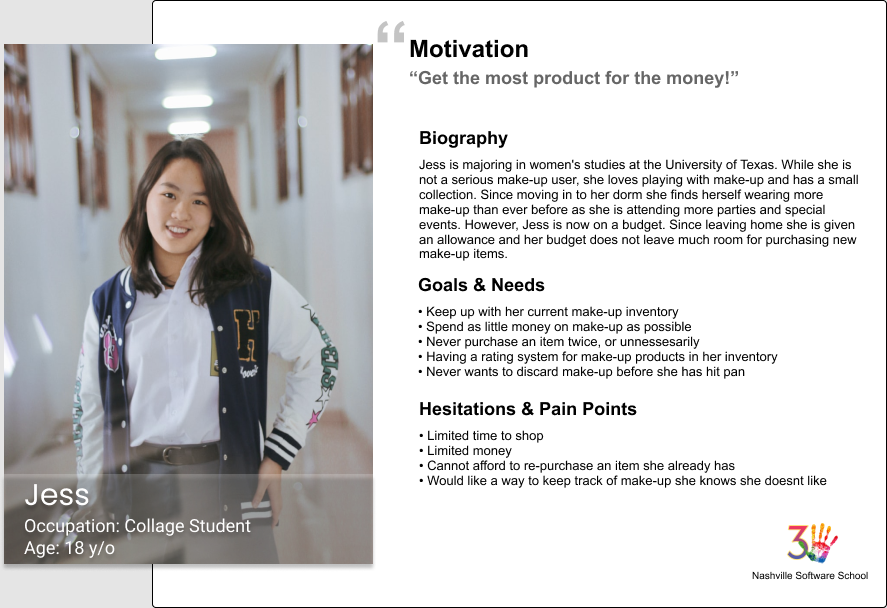 “
Motivation
“Get the most product for the money!”
Biography
Jess is majoring in women's studies at the University of Texas. While she is
not a serious make-up user, she loves playing with make-up and has a small
collection. Since moving in to her dorm she finds herself wearing more
make-up than ever before as she is attending more parties and special
events. However, Jess is now on a budget. Since leaving home she is given
an allowance and her budget does not leave much room for purchasing new
make-up items.
Goals & Needs
• Keep up with her current make-up inventory
• Spend as little money on make-up as possible
• Never purchase an item twice, or unnessesarily
• Having a rating system for make-up products in her inventory
• Never wants to discard make-up before she has hit pan
Hesitations & Pain Points
• Limited time to shop
• Limited money
• Cannot afford to re-purchase an item she already has
• Would like a way to keep track of make-up she knows she doesnt like
Jess
Occupation: Collage Student
Age: 18 y/o
3
Nashville Software School